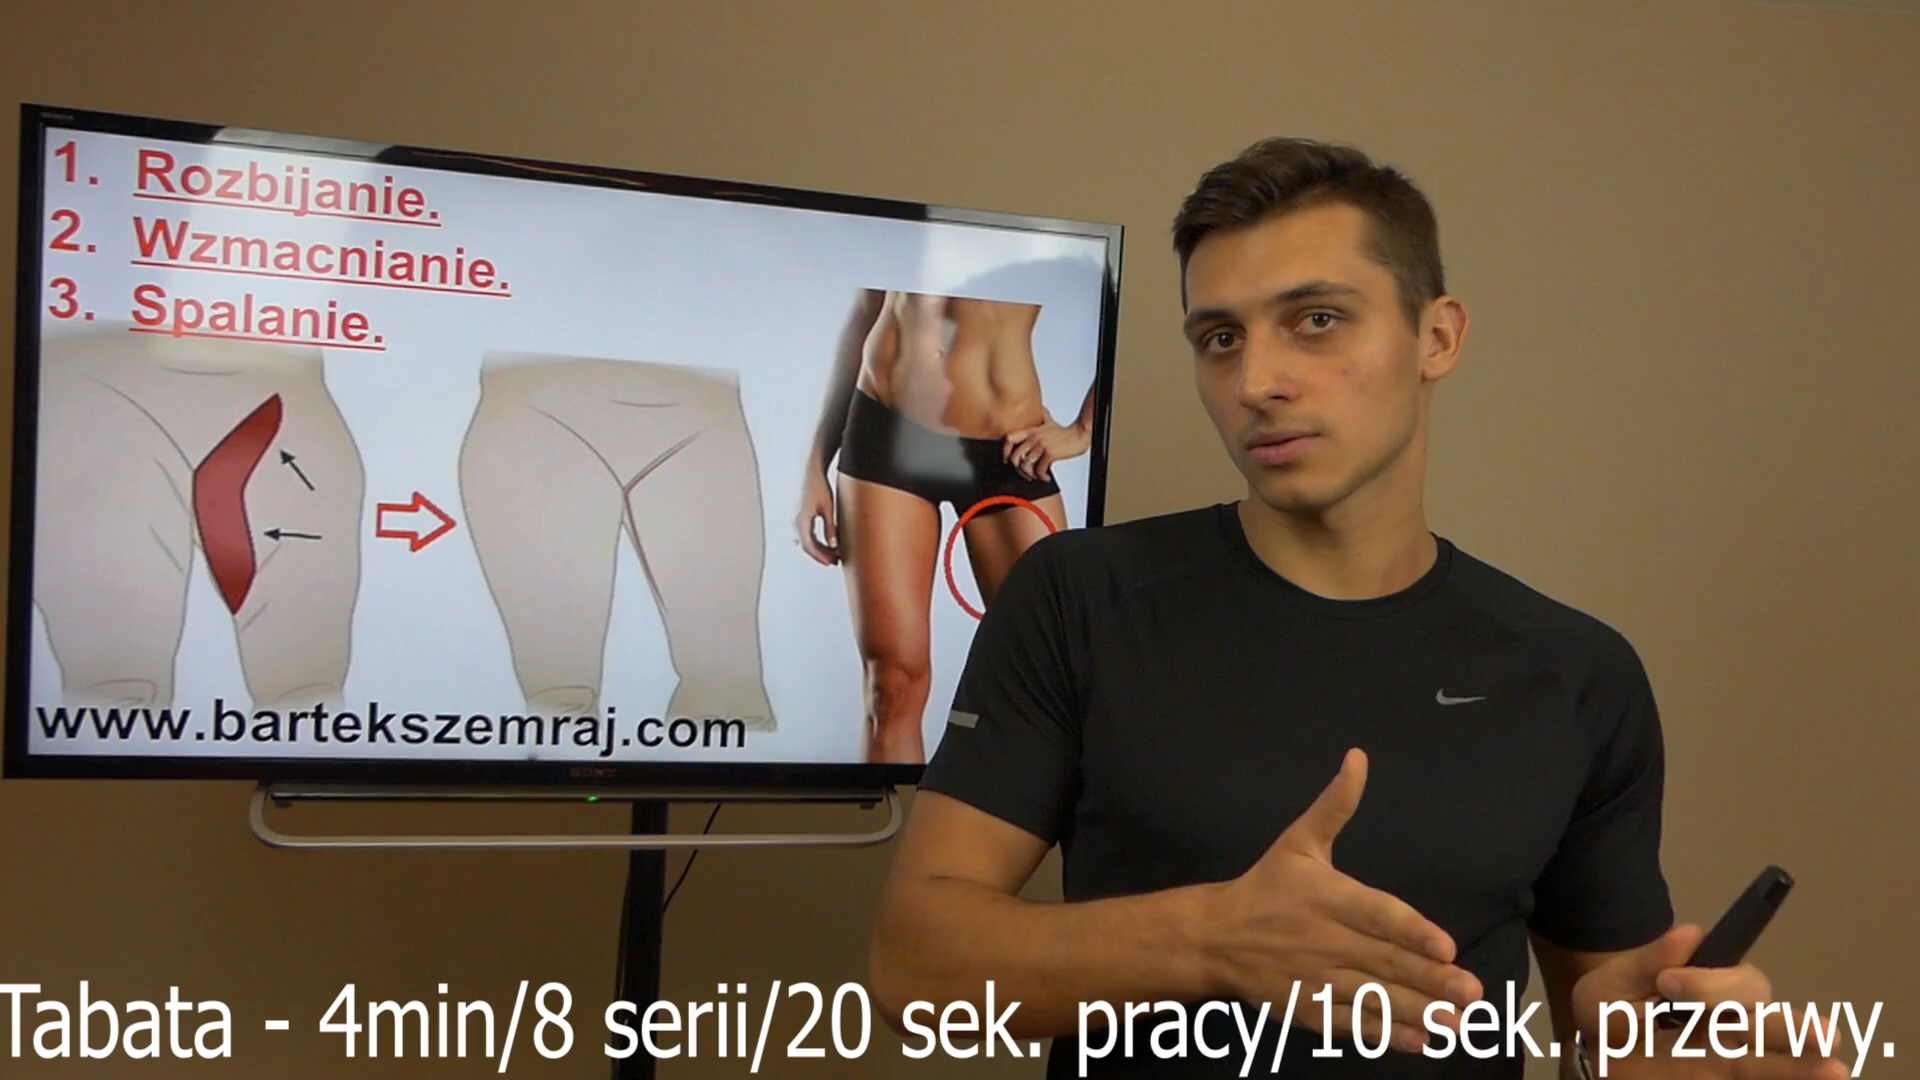 1. Rozbijanie.
2. Wzmacnianie.
3. Spalanie.
www.bartekszemraj.com
SONY
Tabata - 4min/8 serii/20 sek. pracy/10 sek. przerwy.